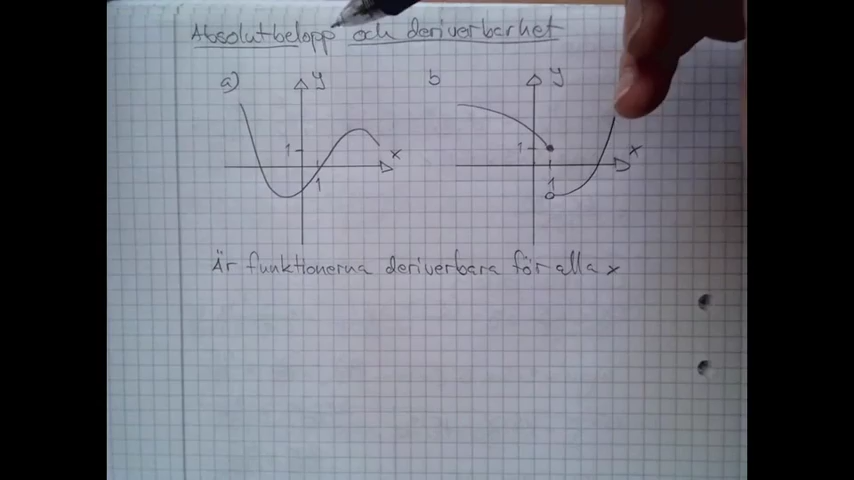 Absolutbelopp och deriverbarhet
a) y b y
1 x 1 x
1 1
Är funktionerna deriverbara för alla x